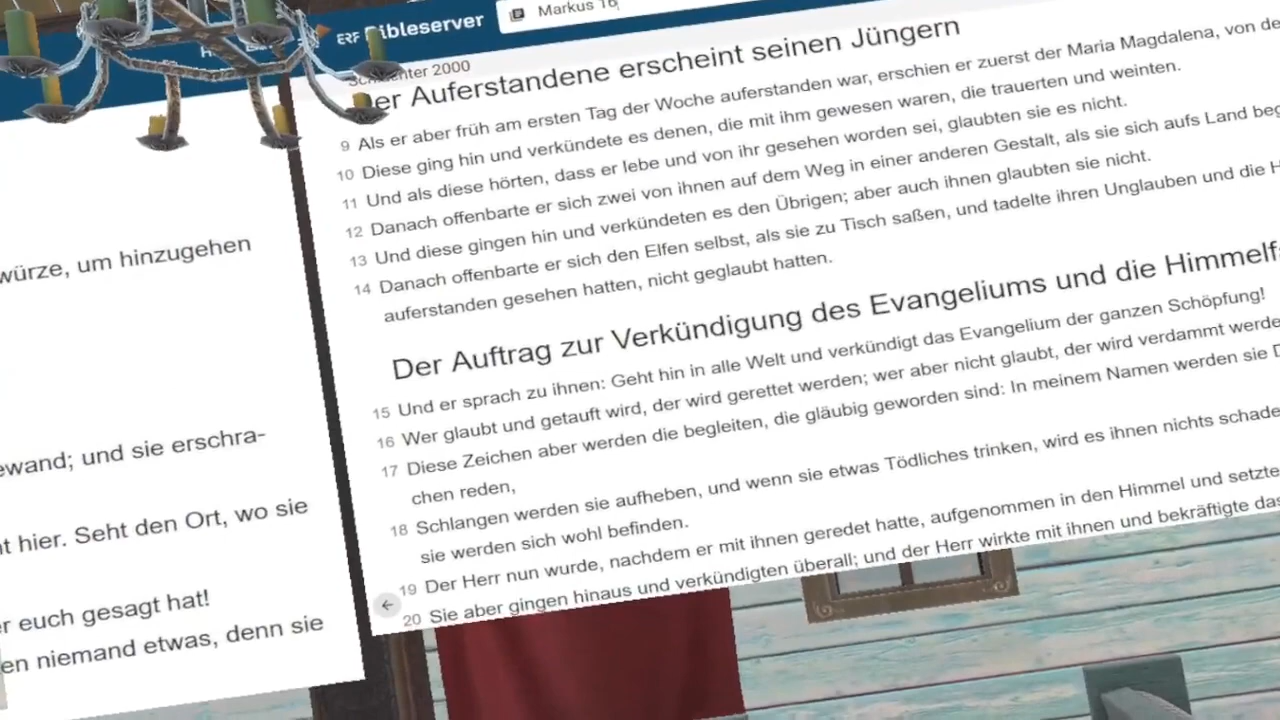 ERF Bibleserver
Markus 16
2000
Der Auferstandene erscheint seinen Jüngern
9 Als er aber früh am ersten Tag der Woche auferstanden war, erschien er zuerst der Maria Magdalena, von
10 Diese ging hin und verkündete es denen, die mit ihm gewesen waren, die trauerten und weinten.
11 Und als diese hörten, dass er lebe und von ihr gesehen worden sei, glaubten sie es nicht.
12 Danach offenbarte er sich zwei von ihnen auf dem Weg in einer anderen Gestalt, als sie sich aufs Land
13 Und diese gingen hin und verkündeten es den Übrigen; aber auch ihnen glaubten sie nicht.
14 Danach offenbarte er sich den Elfen selbst, als sie zu Tisch saßen, und tadelte ihren Unglauben und die H
auferstanden gesehen hatten, nicht geglaubt hatten.
Der Auftrag zur Verkündigung des Evangeliums und die Himmelf
15 Und er sprach zu ihnen: Geht hin in alle Welt und verkündigt das Evangelium der ganzen Schöpfung!
16 Wer glaubt und getauft wird, der wird gerettet werden; wer aber nicht glaubt, der wird verdammt werde
17 Diese Zeichen aber werden die begleiten, die gläubig geworden sind: In meinem Namen werden sie D
chen reden,
18 Schlangen werden sie aufheben, und wenn sie etwas Tödliches trinken, wird es ihnen nichts schade
sie werden sich wohl befinden.
19 Der Herr nun wurde, nachdem er mit ihnen geredet hatte, aufgenommen in den Himmel und setzte
20 Sie aber gingen hinaus und verkündigten überall; und der Herr wirkte mit ihnen und bekräftigte das
würze, um hinzugehen
ewand; und sie erschra-
t hier. Seht den Ort, wo sie
er euch gesagt hat!
en niemand etwas, denn sie